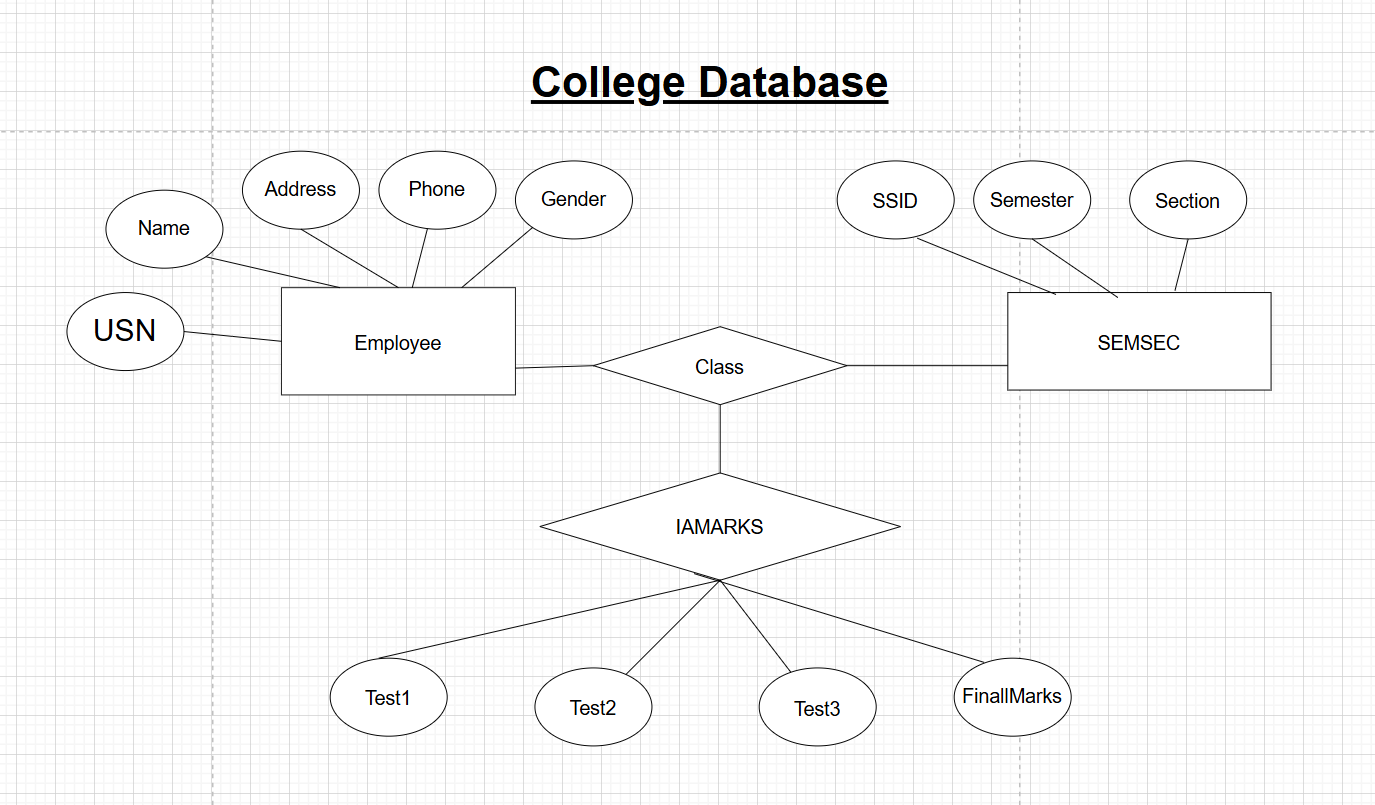 College Database
Address
Phone
Gender
SSID
Semester
Section
Name
USN
Employee
SEMSEC
Class
IAMARKS
Test1
Test2
Test3
FinallMarks